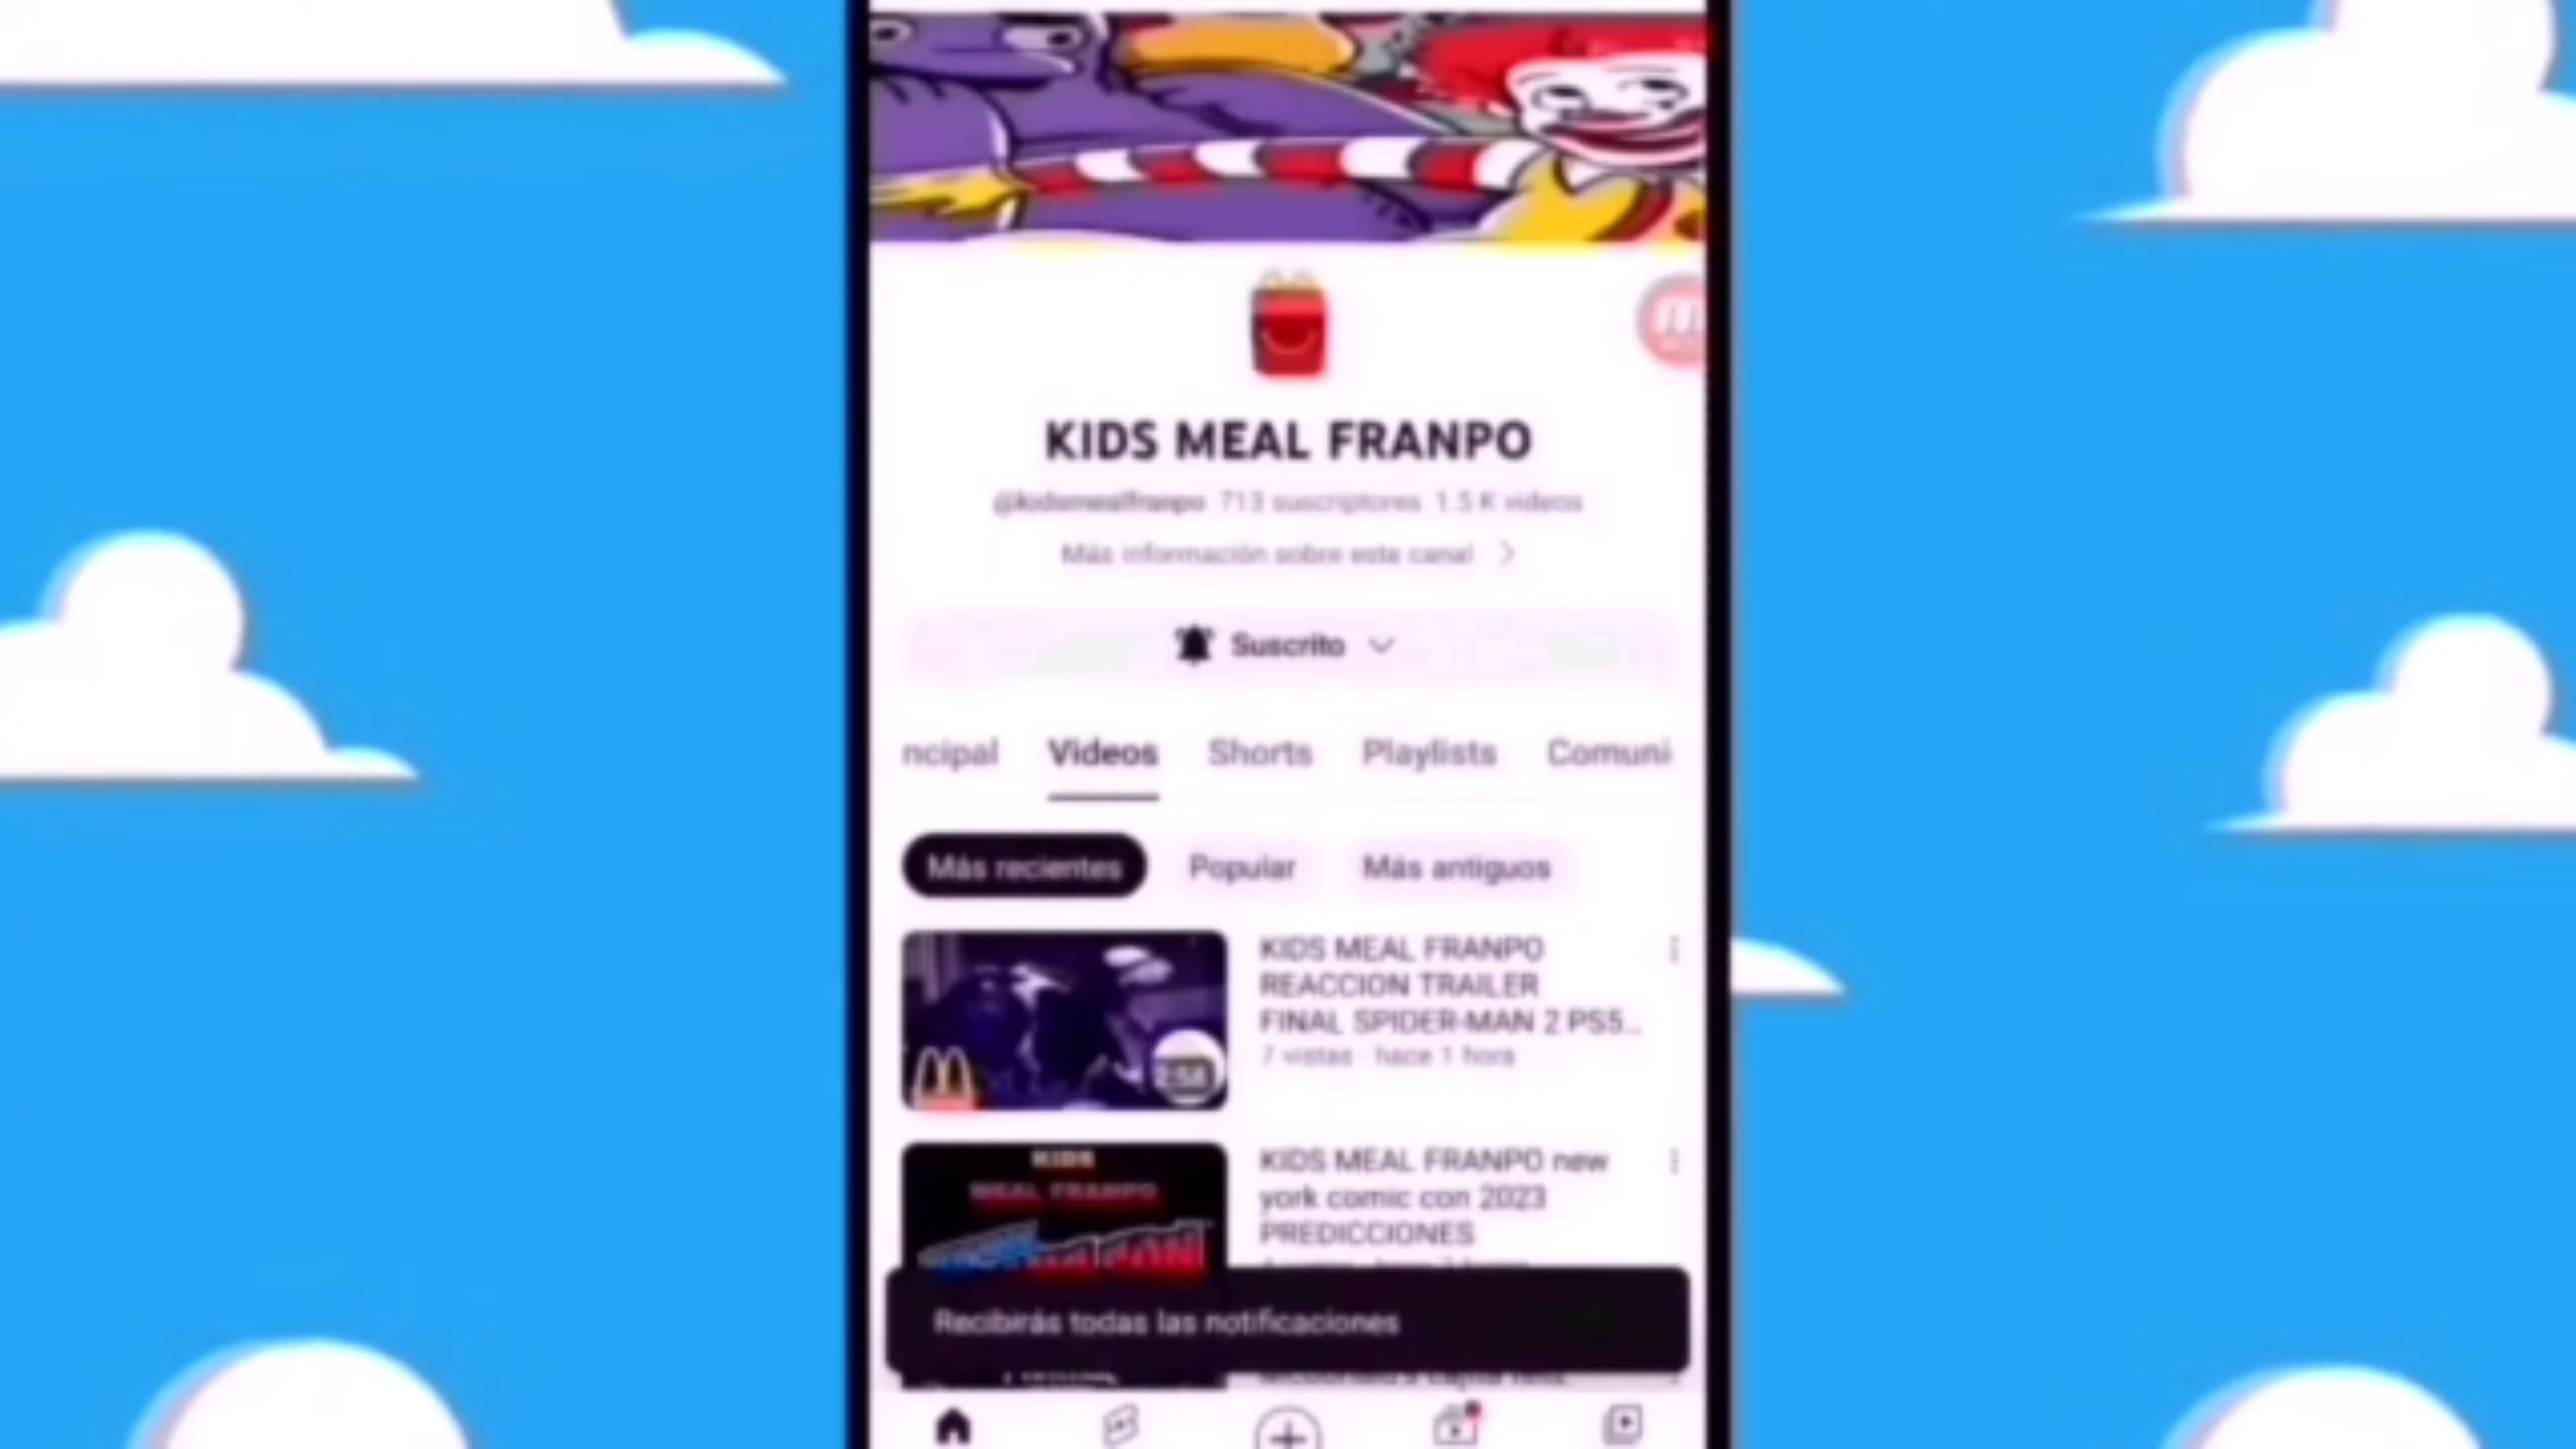 KIDS MEAL FRANPO
@kidsmealfranpo 713 suscriptores 1.5 K videos
Más información sobre este canal
Suscrito
ncipal Videos Shorts Playlists Comuni
Más recientes Popular Más antiguos
KIDS MEAL FRANPO
REACCION TRAILER
FINAL SPIDER-MAN 2 PS5...
7 vistas · hace 1 hora
KIDS
MEAL FRANPO
KIDS MEAL FRANPO new
york comic con 2023
PREDICCIONES
Recibirás todas las notificaciones